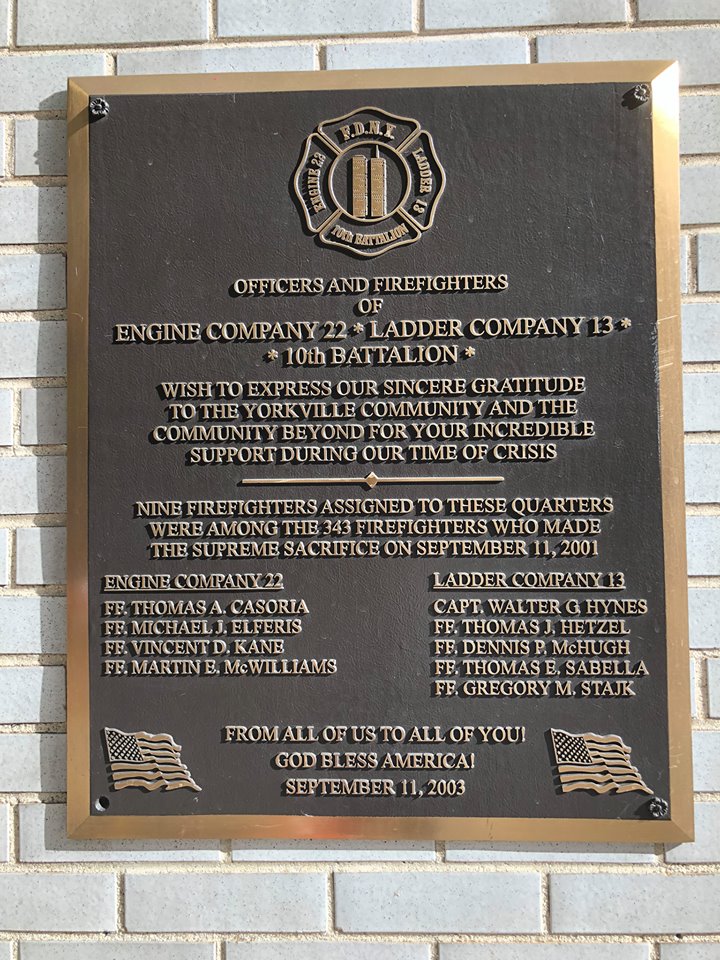 F.D.N.Y.
ENGINE 22
LADDER 13
10th BATTALION
OFFICERS AND FIREFIGHTERS
OF
ENGINE COMPANY 22 * LADDER COMPANY 13 *
* 10th BATTALION *
WISH TO EXPRESS OUR SINCERE GRATITUDE
TO THE YORKVILLE COMMUNITY AND THE
COMMUNITY BEYOND FOR YOUR INCREDIBLE
SUPPORT DURING OUR TIME OF CRISIS
NINE FIREFIGHTERS ASSIGNED TO THESE QUARTERS
WERE AMONG THE 343 FIREFIGHTERS WHO MADE
THE SUPREME SACRIFICE ON SEPTEMBER 11, 2001
ENGINE COMPANY 22
FF. THOMAS A. CASORIA
FF. MICHAEL J. ELFERIS
FF. VINCENT D. KANE
FF. MARTIN E. McWILLIAMS
LADDER COMPANY 13
CAPT. WALTER G. HYNES
FF. THOMAS J. HETZEL
FF. DENNIS P. McHUGH
FF. THOMAS E. SABELLA
FF. GREGORY M. STAJK
FROM ALL OF US TO ALL OF YOU!
GOD BLESS AMERICA!
SEPTEMBER 11, 2003